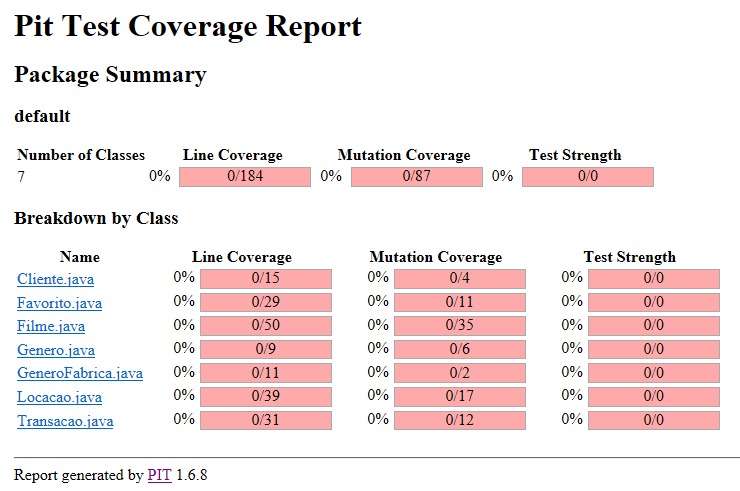 Pit Test Coverage Report
Package Summary
default
Number of Classes Line Coverage Mutation Coverage Test Strength
7 0% 0/184 0% 0/87 0% 0/0
Breakdown by Class
Name Line Coverage Mutation Coverage Test Strength
Cliente.java 0% 0/15 0% 0/4 0% 0/0
Favorito.java 0% 0/29 0% 0/11 0% 0/0
Filme.java 0% 0/50 0% 0/35 0% 0/0
Genero.java 0% 0/9 0% 0/6 0% 0/0
GeneroFabrica.java 0% 0/11 0% 0/2 0% 0/0
Locacao.java 0% 0/39 0% 0/17 0% 0/0
Transacao.java 0% 0/31 0% 0/12 0% 0/0
Report generated by PIT 1.6.8